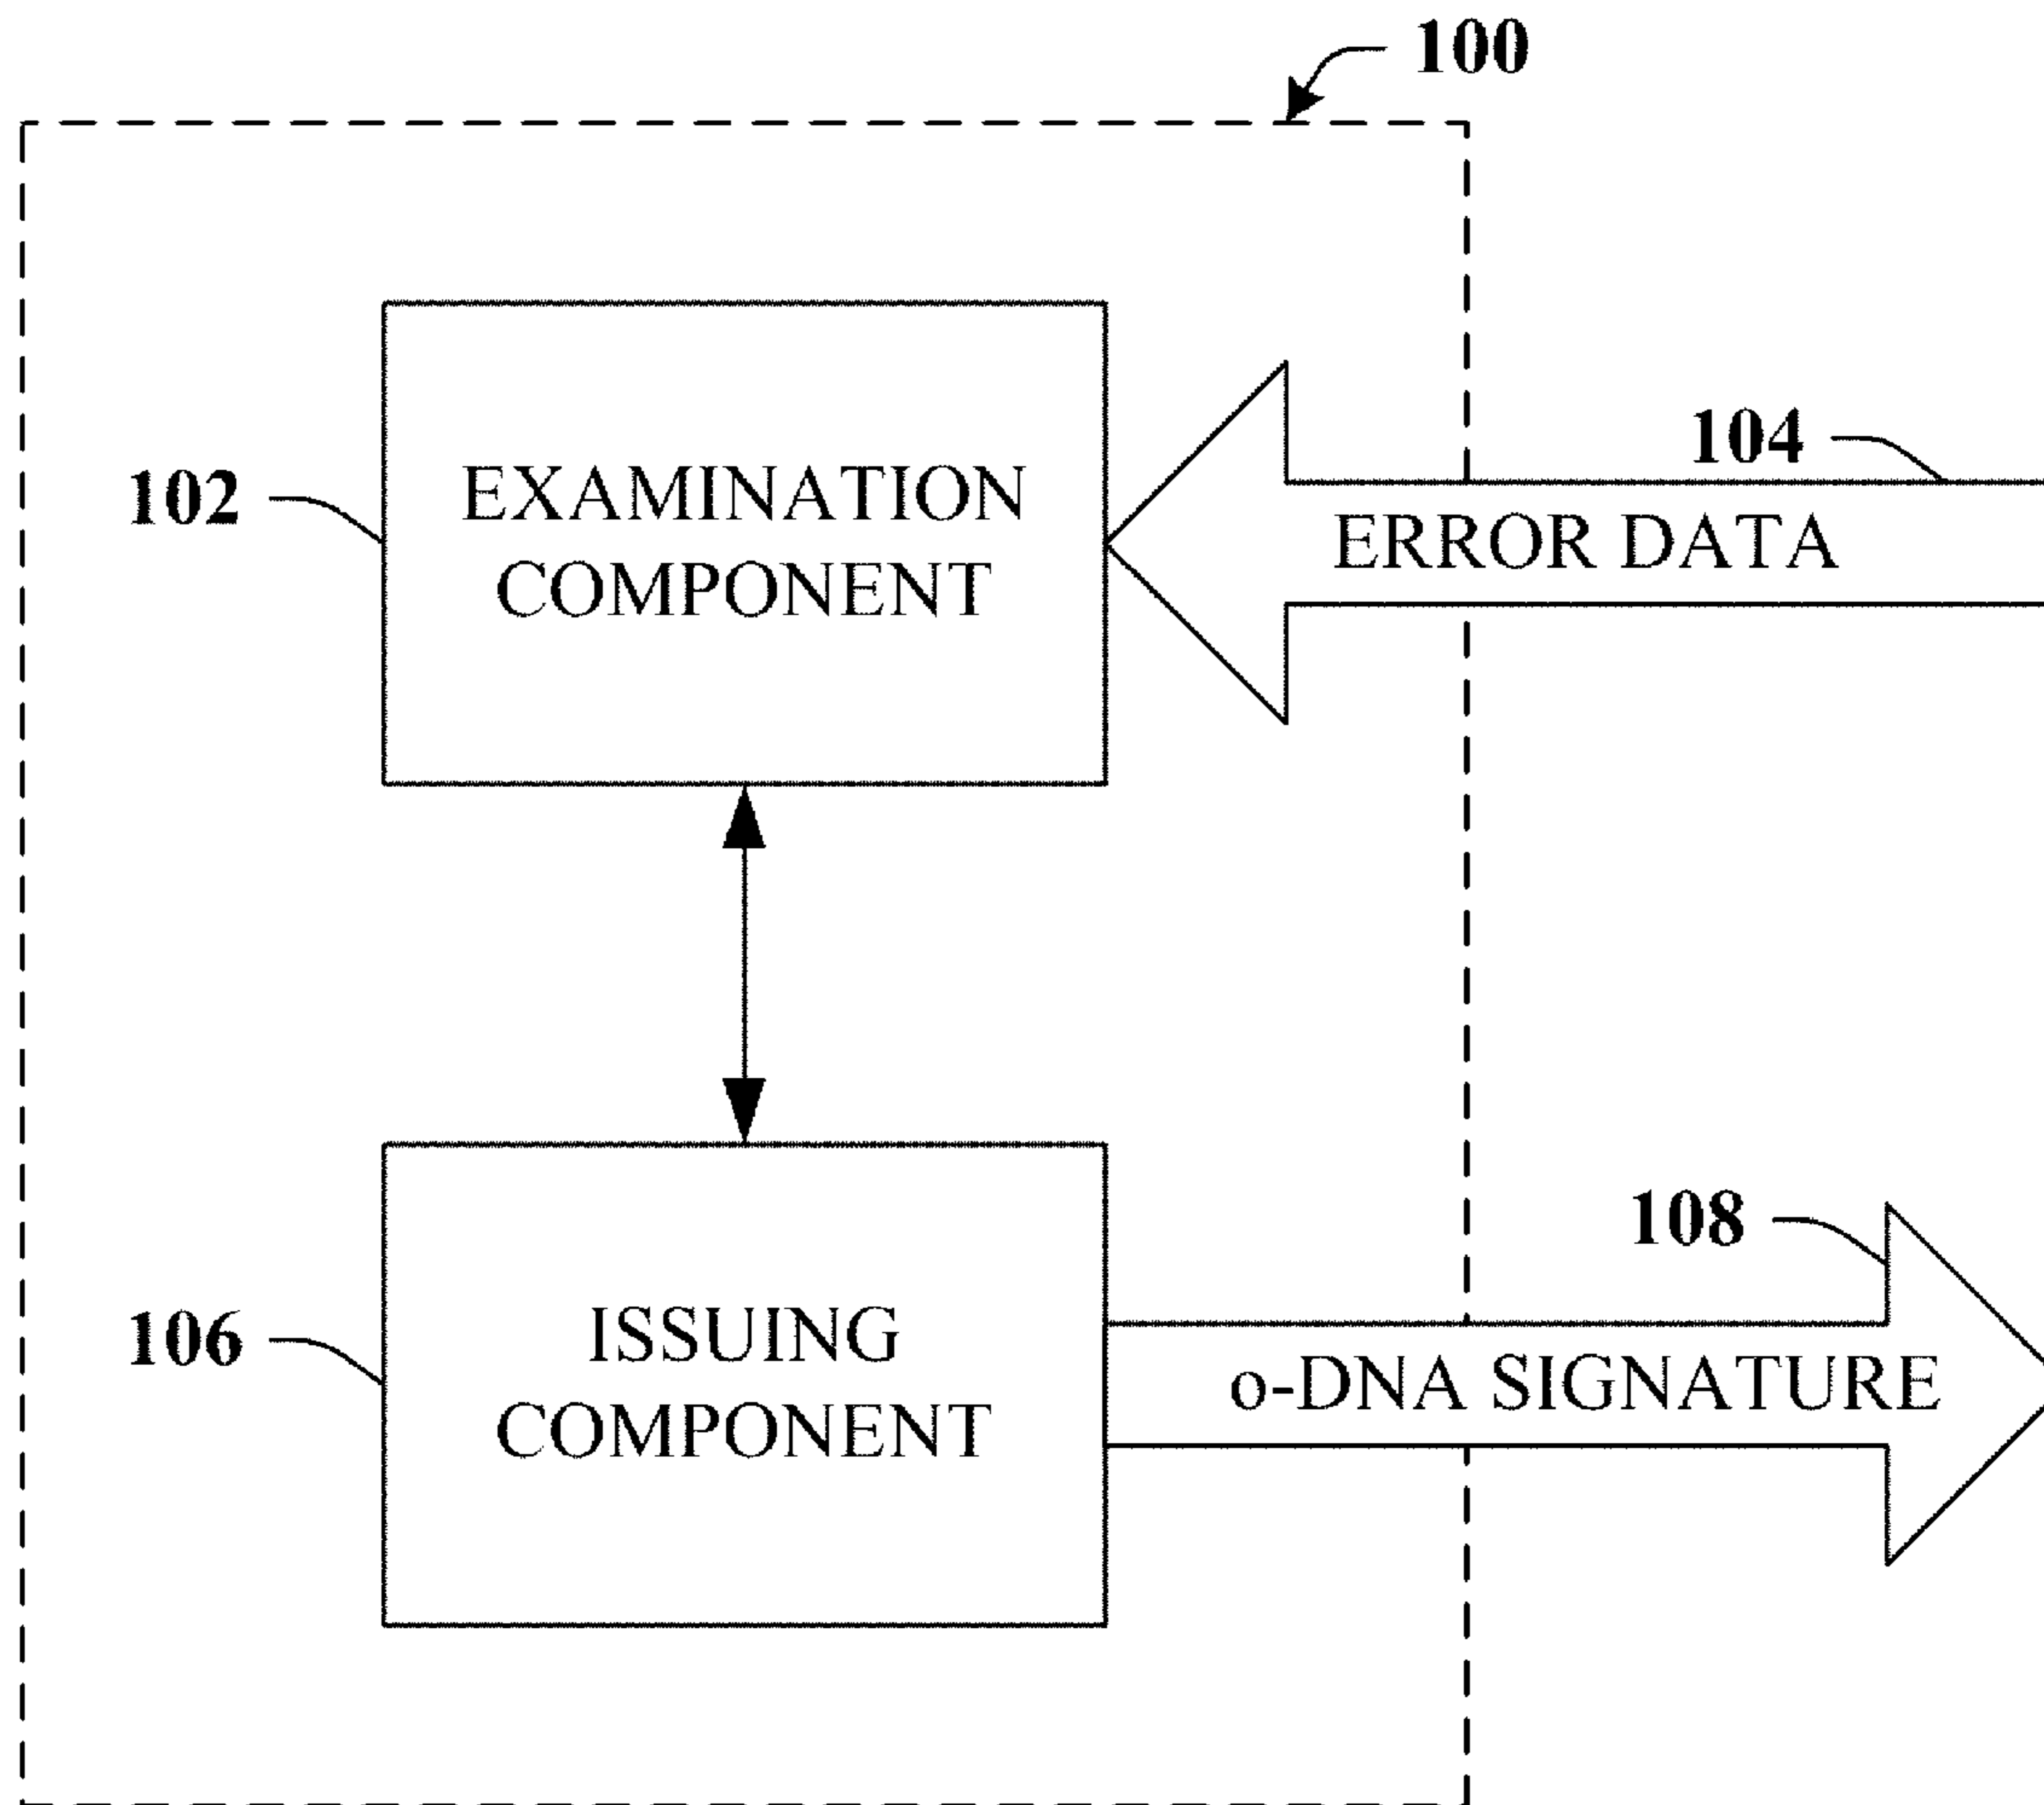 100
104
102
EXAMINATION
COMPONENT
ERROR DATA
108
106
ISSUING
COMPONENT
o-DNA SIGNATURE